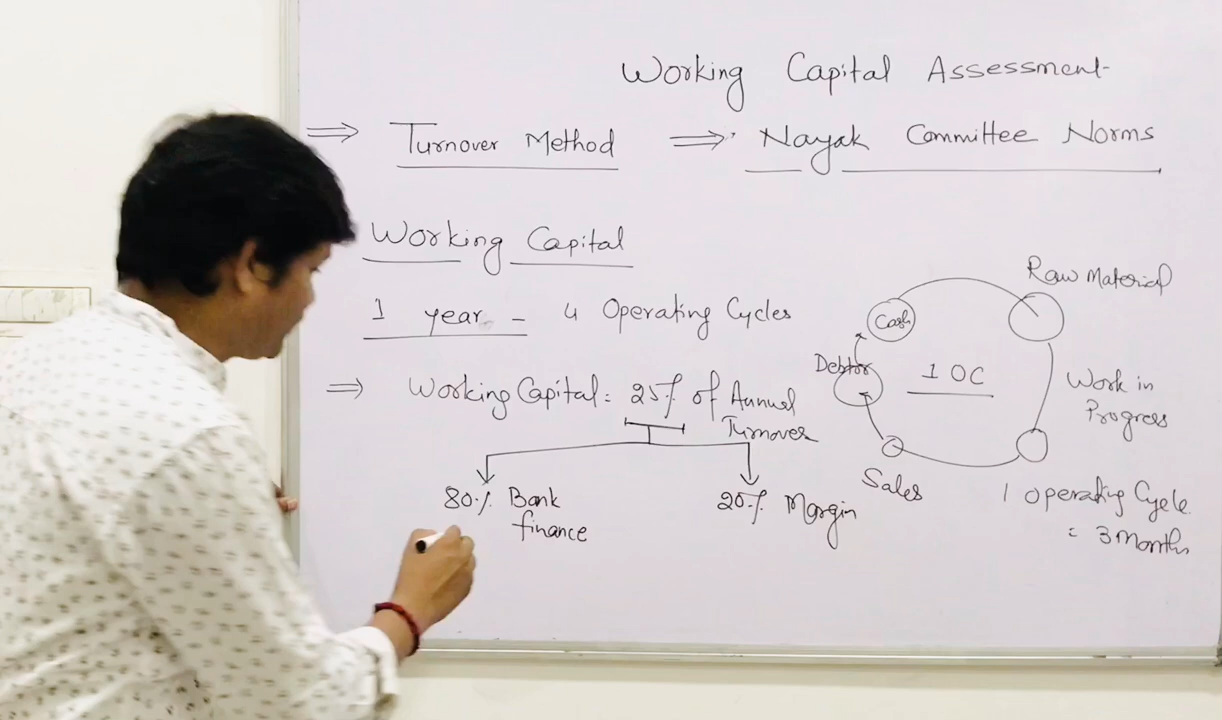 Working Capital Assessment
⇒ Turnover Method ⇒ Nayak Committee Norms
Working Capital
1 year - 4 Operating Cycles
⇒ Working Capital = 25% of Annual
Turnover
80% Bank
finance
20% Margin
Cash
Raw Material
Debtor
1 OC
Work in
Progress
Sales
1 Operating Cycle
= 3 Months